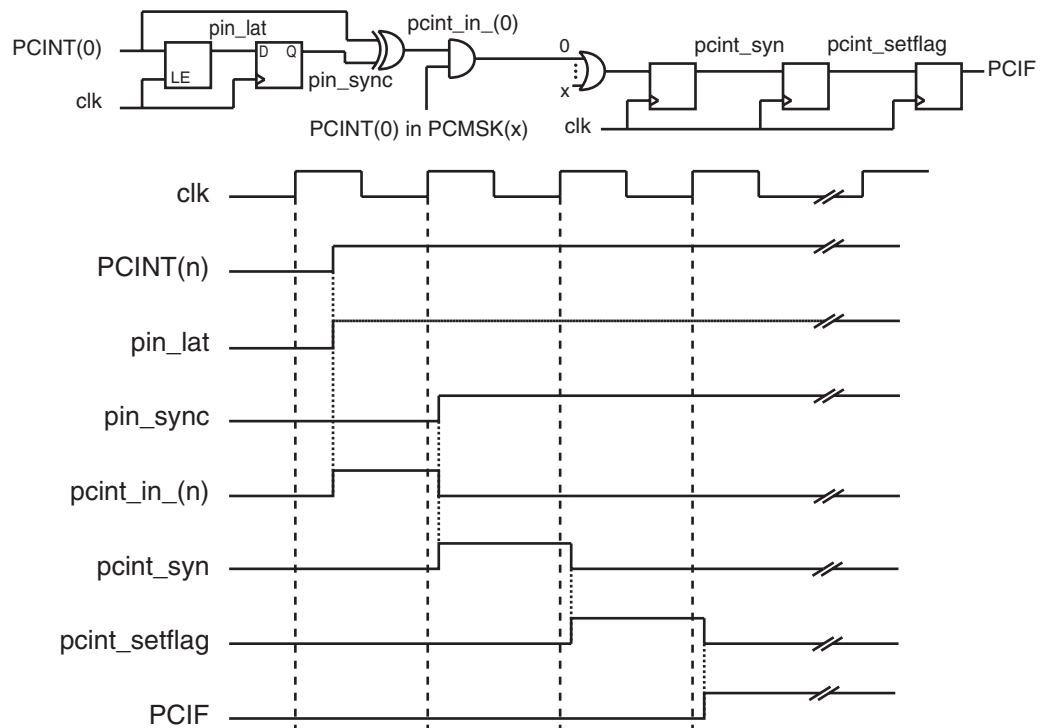 PCINT(0)
pin_lat
D Q
LE
pin_sync
clk
pcint_in_(0)
PCINT(0) in PCMSK(x)
0
x
clk
pcint_syn
pcint_setflag
PCIF
clk
PCINT(n)
pin_lat
pin_sync
pcint_in_(n)
pcint_syn
pcint_setflag
PCIF